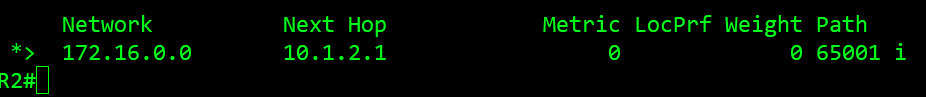 Network Next Hop Metric LocPrf Weight Path
*> 172.16.0.0 10.1.2.1 0 0 65001 i
R2#